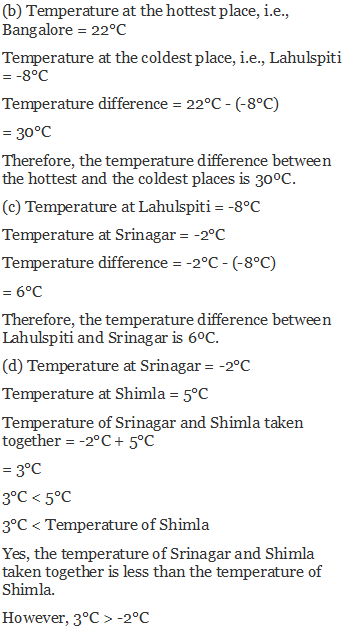 (b) Temperature at the hottest place, i.e.,
Bangalore = 22°C
Temperature at the coldest place, i.e., Lahulspiti
= -8°C
Temperature difference = 22°C - (-8°C)
= 30°C
Therefore, the temperature difference between
the hottest and the coldest places is 30ºC.
(c) Temperature at Lahulspiti = -8°C
Temperature at Srinagar = -2°C
Temperature difference = -2°C - (-8°C)
= 6°C
Therefore, the temperature difference between
Lahulspiti and Srinagar is 6ºC.
(d) Temperature at Srinagar = -2°C
Temperature at Shimla = 5°C
Temperature of Srinagar and Shimla taken
together = -2°C + 5°C
= 3°C
3°C < 5°C
3°C < Temperature of Shimla
Yes, the temperature of Srinagar and Shimla
taken together is less than the temperature of
Shimla.
However, 3°C > -2°C